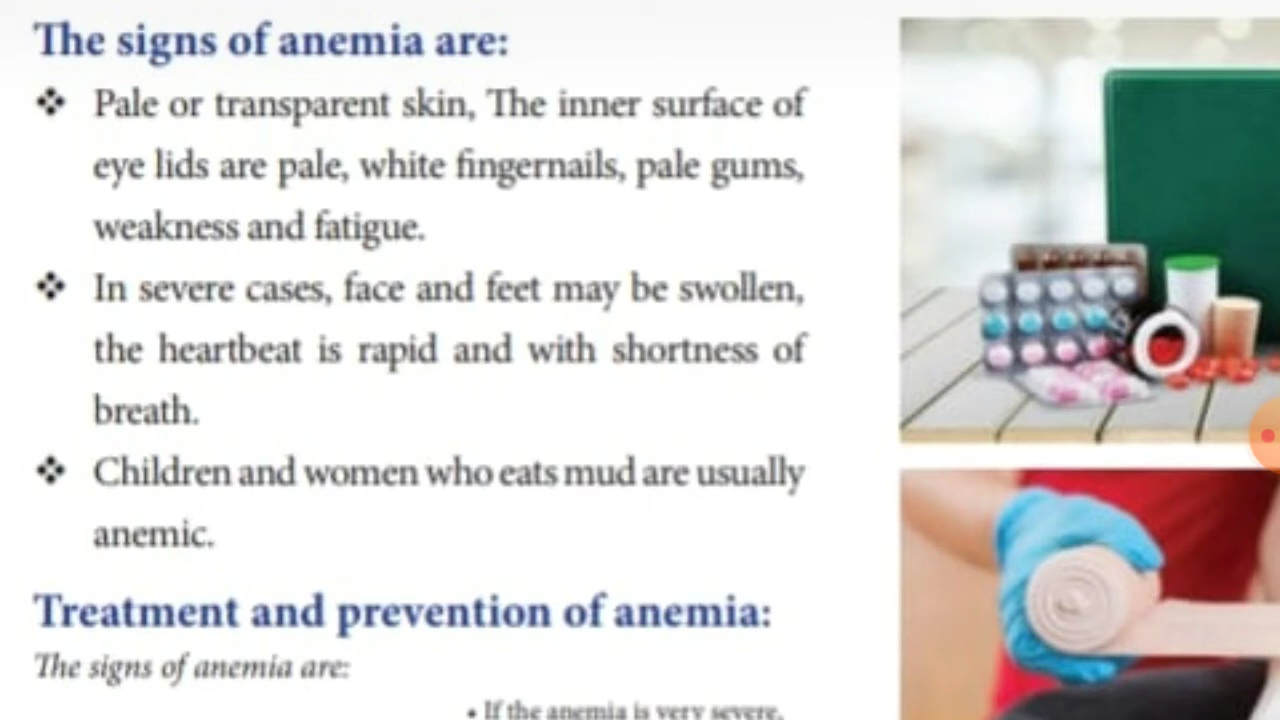 The signs of anemia are:
❖ Pale or transparent skin, The inner surface of
eye lids are pale, white fingernails, pale gums,
weakness and fatigue.
❖ In severe cases, face and feet may be swollen,
the heartbeat is rapid and with shortness of
breath.
❖ Children and women who eats mud are usually
anemic.
Treatment and prevention of anemia:
The signs of anemia are:
• If the anemia is very severe,